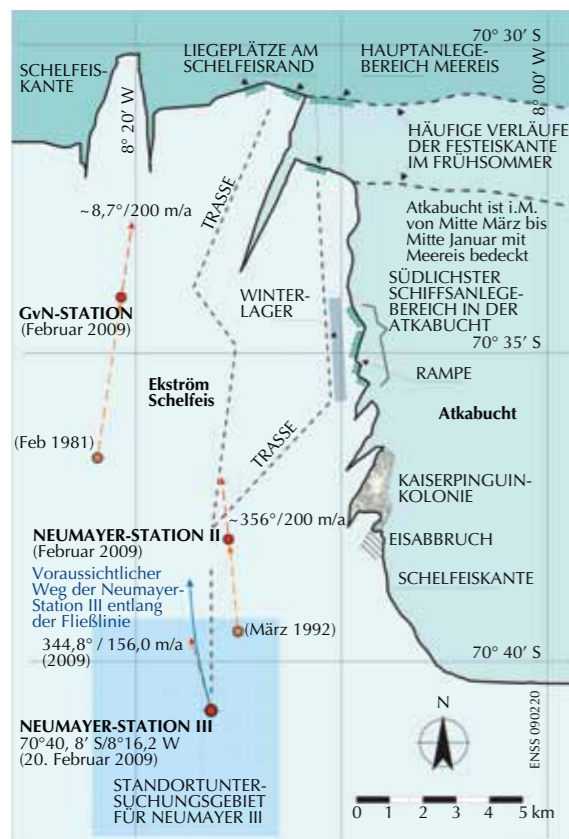 70° 30' S
LIEGEPLÄTZE AM
SCHELFEISRAND
HAUPTANLEGE-
BEREICH MEEREIS
SCHELFEIS-
KANTE
8° 20' W
8° 00' W
HÄUFIGE VERLÄUFE
DER FESTEISKANTE
IM FRÜHSOMMER
TRASSE
~8,7°/200 m/a
Atkabucht ist i.M.
von Mitte März bis
Mitte Januar mit
Meereis bedeckt
GvN-STATION
(Februar 2009)
WINTER-
LAGER
SÜDLICHSTER
SCHIFFSANLEGE-
BEREICH IN DER
ATKABUCHT
70° 35' S
RAMPE
Ekström
Schelfeis
Atkabucht
(Feb 1981)
TRASSE
KAISERPINGUIN-
KOLONIE
~356°/200 m/a
NEUMAYER-STATION II
(Februar 2009)
EISABBRUCH
Voraussichtlicher
Weg der Neumayer-
Station III entlang
der Fließlinie
SCHELFEISKANTE
(März 1992)
344,8° / 156,0 m/a
(2009)
70° 40' S
NEUMAYER-STATION III
70°40, 8' S/8°16,2 W
(20. Februar 2009)
N
ENSS 090220
STANDORTUNTER-
SUCHUNGSGEBIET
FÜR NEUMAYER III
0 1 2 3 4 5 km